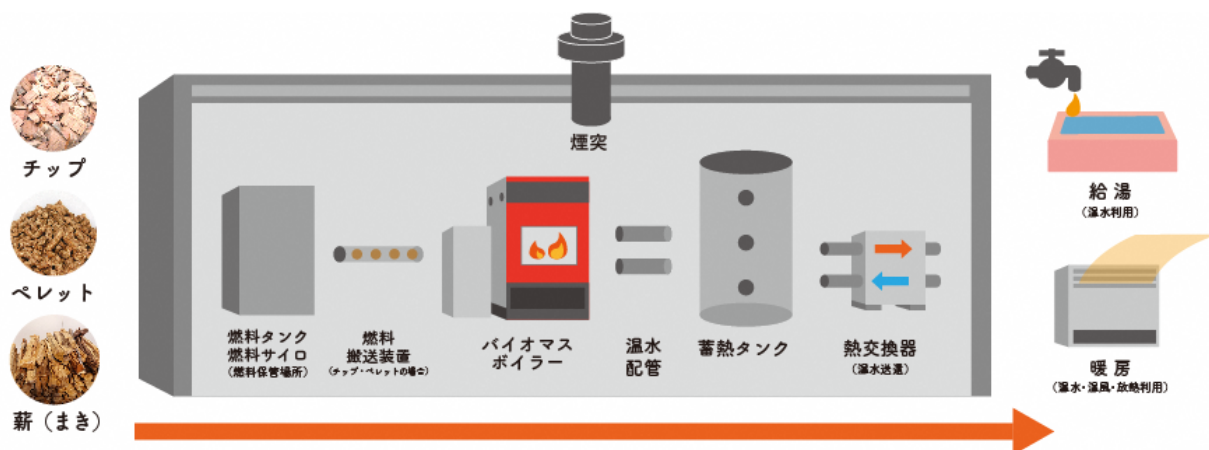 チップ
ペレット
薪（まき）
煙突
燃料タンク
燃料サイロ
（燃料保管場所）
燃料
搬送装置
（チップ・ペレットの場合）
バイオマス
ボイラー
温水
配管
蓄熱タンク
熱交換器
（温水送還）
給湯
（温水利用）
暖房
（温水・温風・放熱利用）